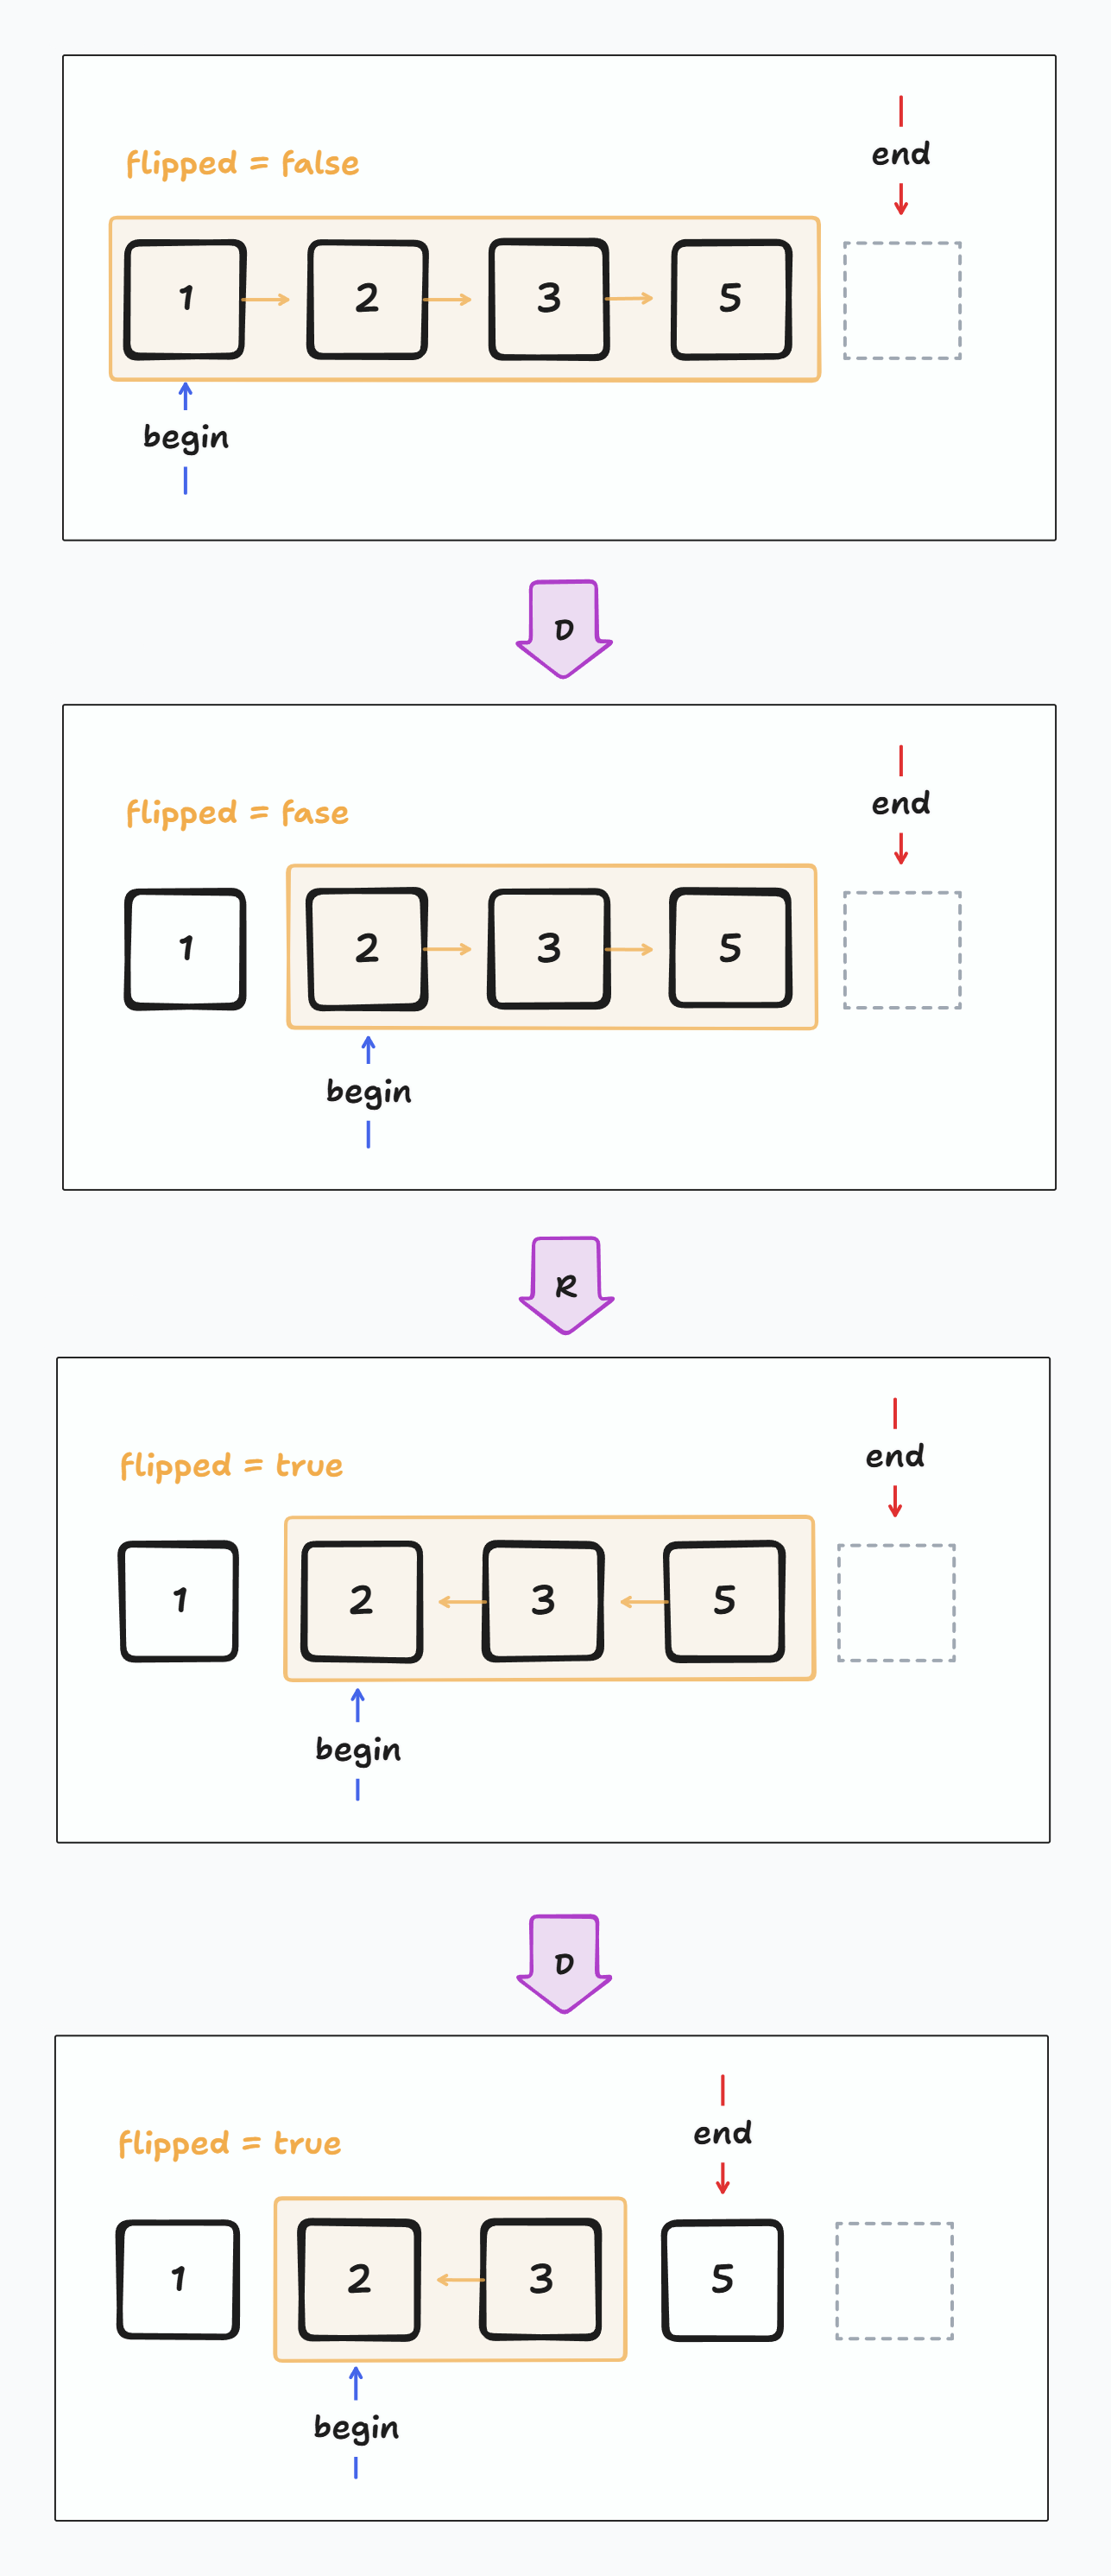 end
flipped = false
1 2 3 5
begin
D
end
flipped = fase
1 2 3 5
begin
R
end
flipped = true
1 2 3 5
begin
D
end
flipped = true
1 2 3 5
begin